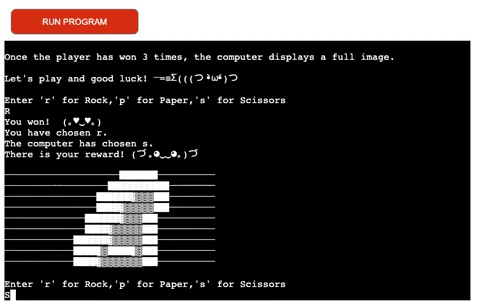 RUN PROGRAM
Once the player has won 3 times, the computer displays a full image.
Let's play and good luck! ─=≡Σ(((つ•̀ω•́)つ
Enter 'r' for Rock,'p' for Paper,'s' for Scissors
R
You won!  (｡♥‿♥｡)
You have chosen r.
The computer has chosen s.
There is your reward! (づ｡◕‿‿◕｡)づ
Enter 'r' for Rock,'p' for Paper,'s' for Scissors
S